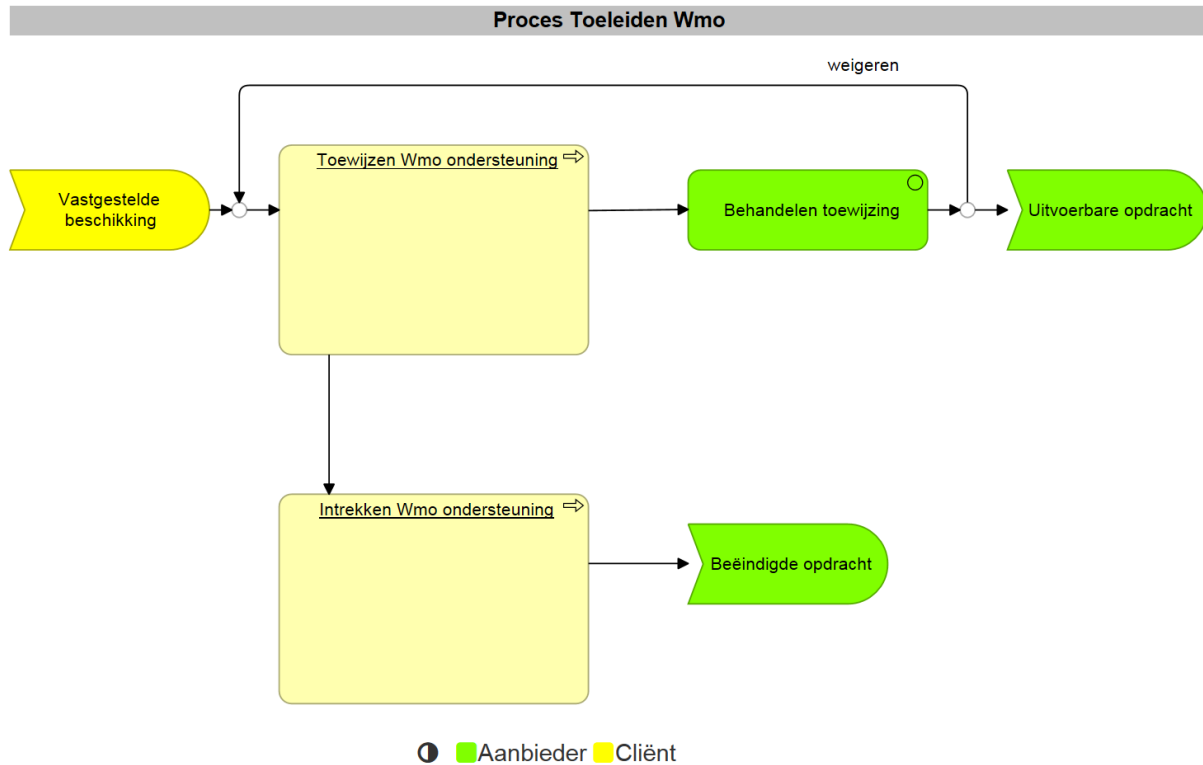 Proces Toeleiden Wmo
weigeren
Toewijzen Wmo ondersteuning
Vastgestelde
beschikking
Behandelen toewijzing
Uitvoerbare opdracht
Intrekken Wmo ondersteuning
Beëindigde opdracht
Aanbieder Cliënt